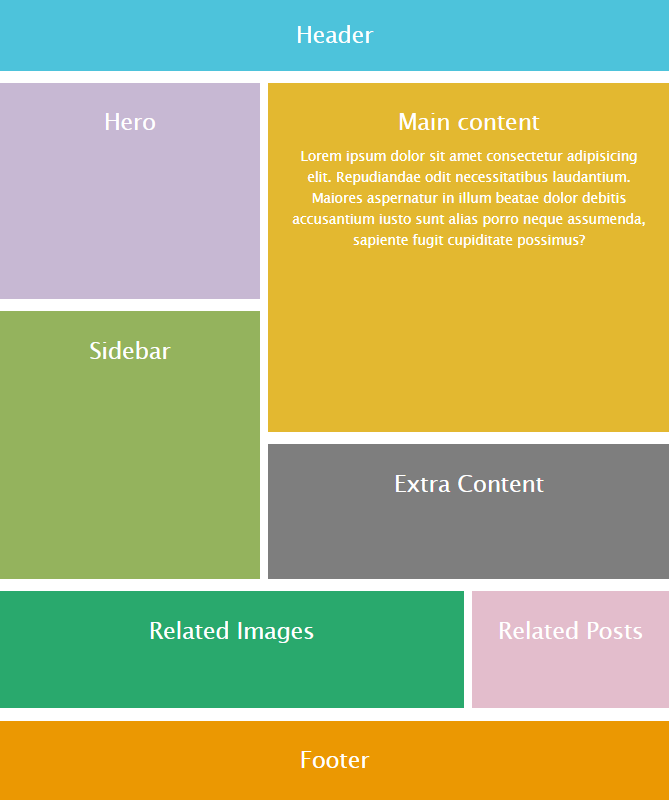 Header
Hero
Main content
Lorem ipsum dolor sit amet consectetur adipisicing
elit. Repudiandae odit necessitatibus laudantium.
Maiores aspernatur in illum beatae dolor debitis
accusantium iusto sunt alias porro neque assumenda,
sapiente fugit cupiditate possimus?
Sidebar
Extra Content
Related Images
Related Posts
Footer